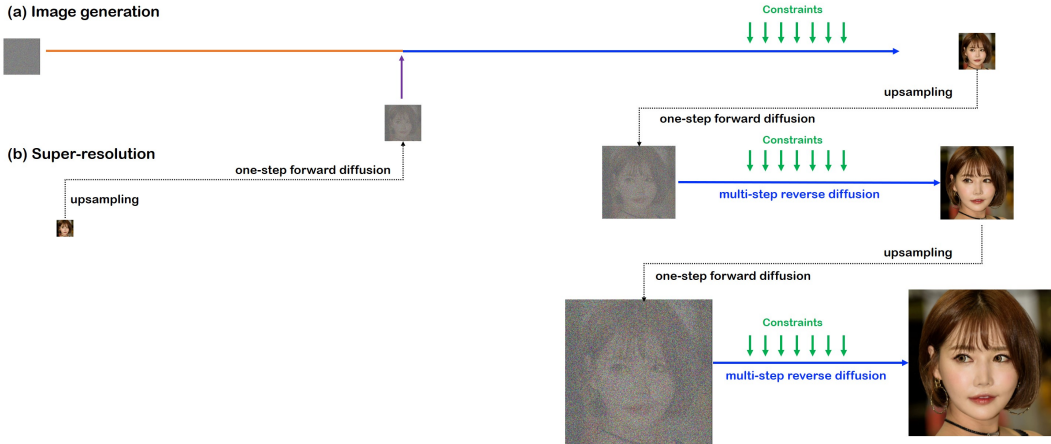 (a) Image generation
Constraints
upsampling
one-step forward diffusion
(b) Super-resolution
Constraints
one-step forward diffusion
multi-step reverse diffusion
upsampling
upsampling
one-step forward diffusion
Constraints
multi-step reverse diffusion